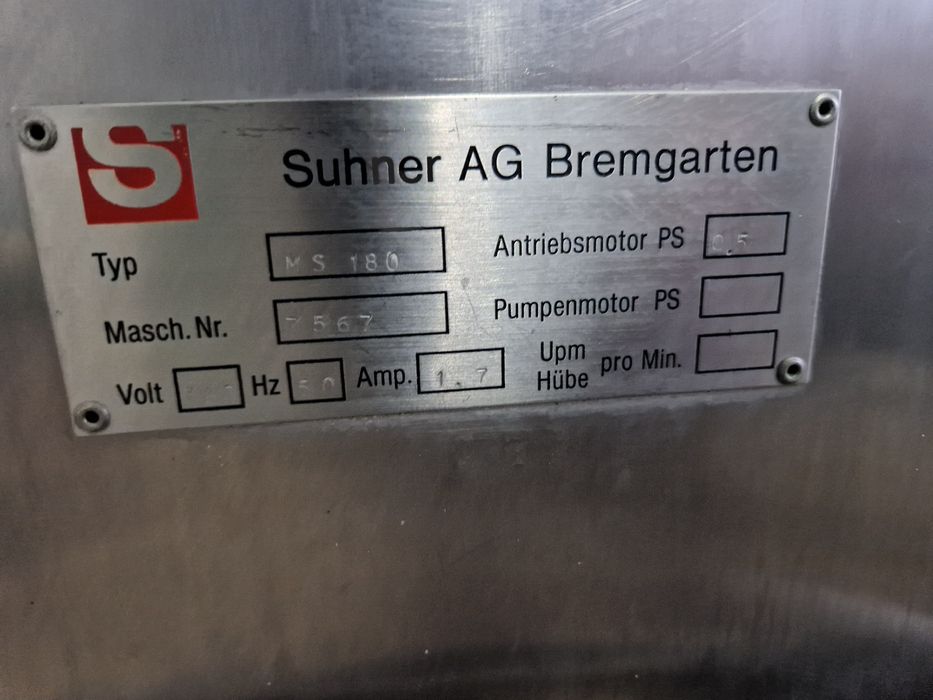 S
Suhner AG Bremgarten
Typ MS 180
Masch. Nr. 7567
Volt Hz 50 Amp. 1.7
Antriebsmotor PS 0,5
Pumpenmotor PS
Upm
Hübe pro Min.